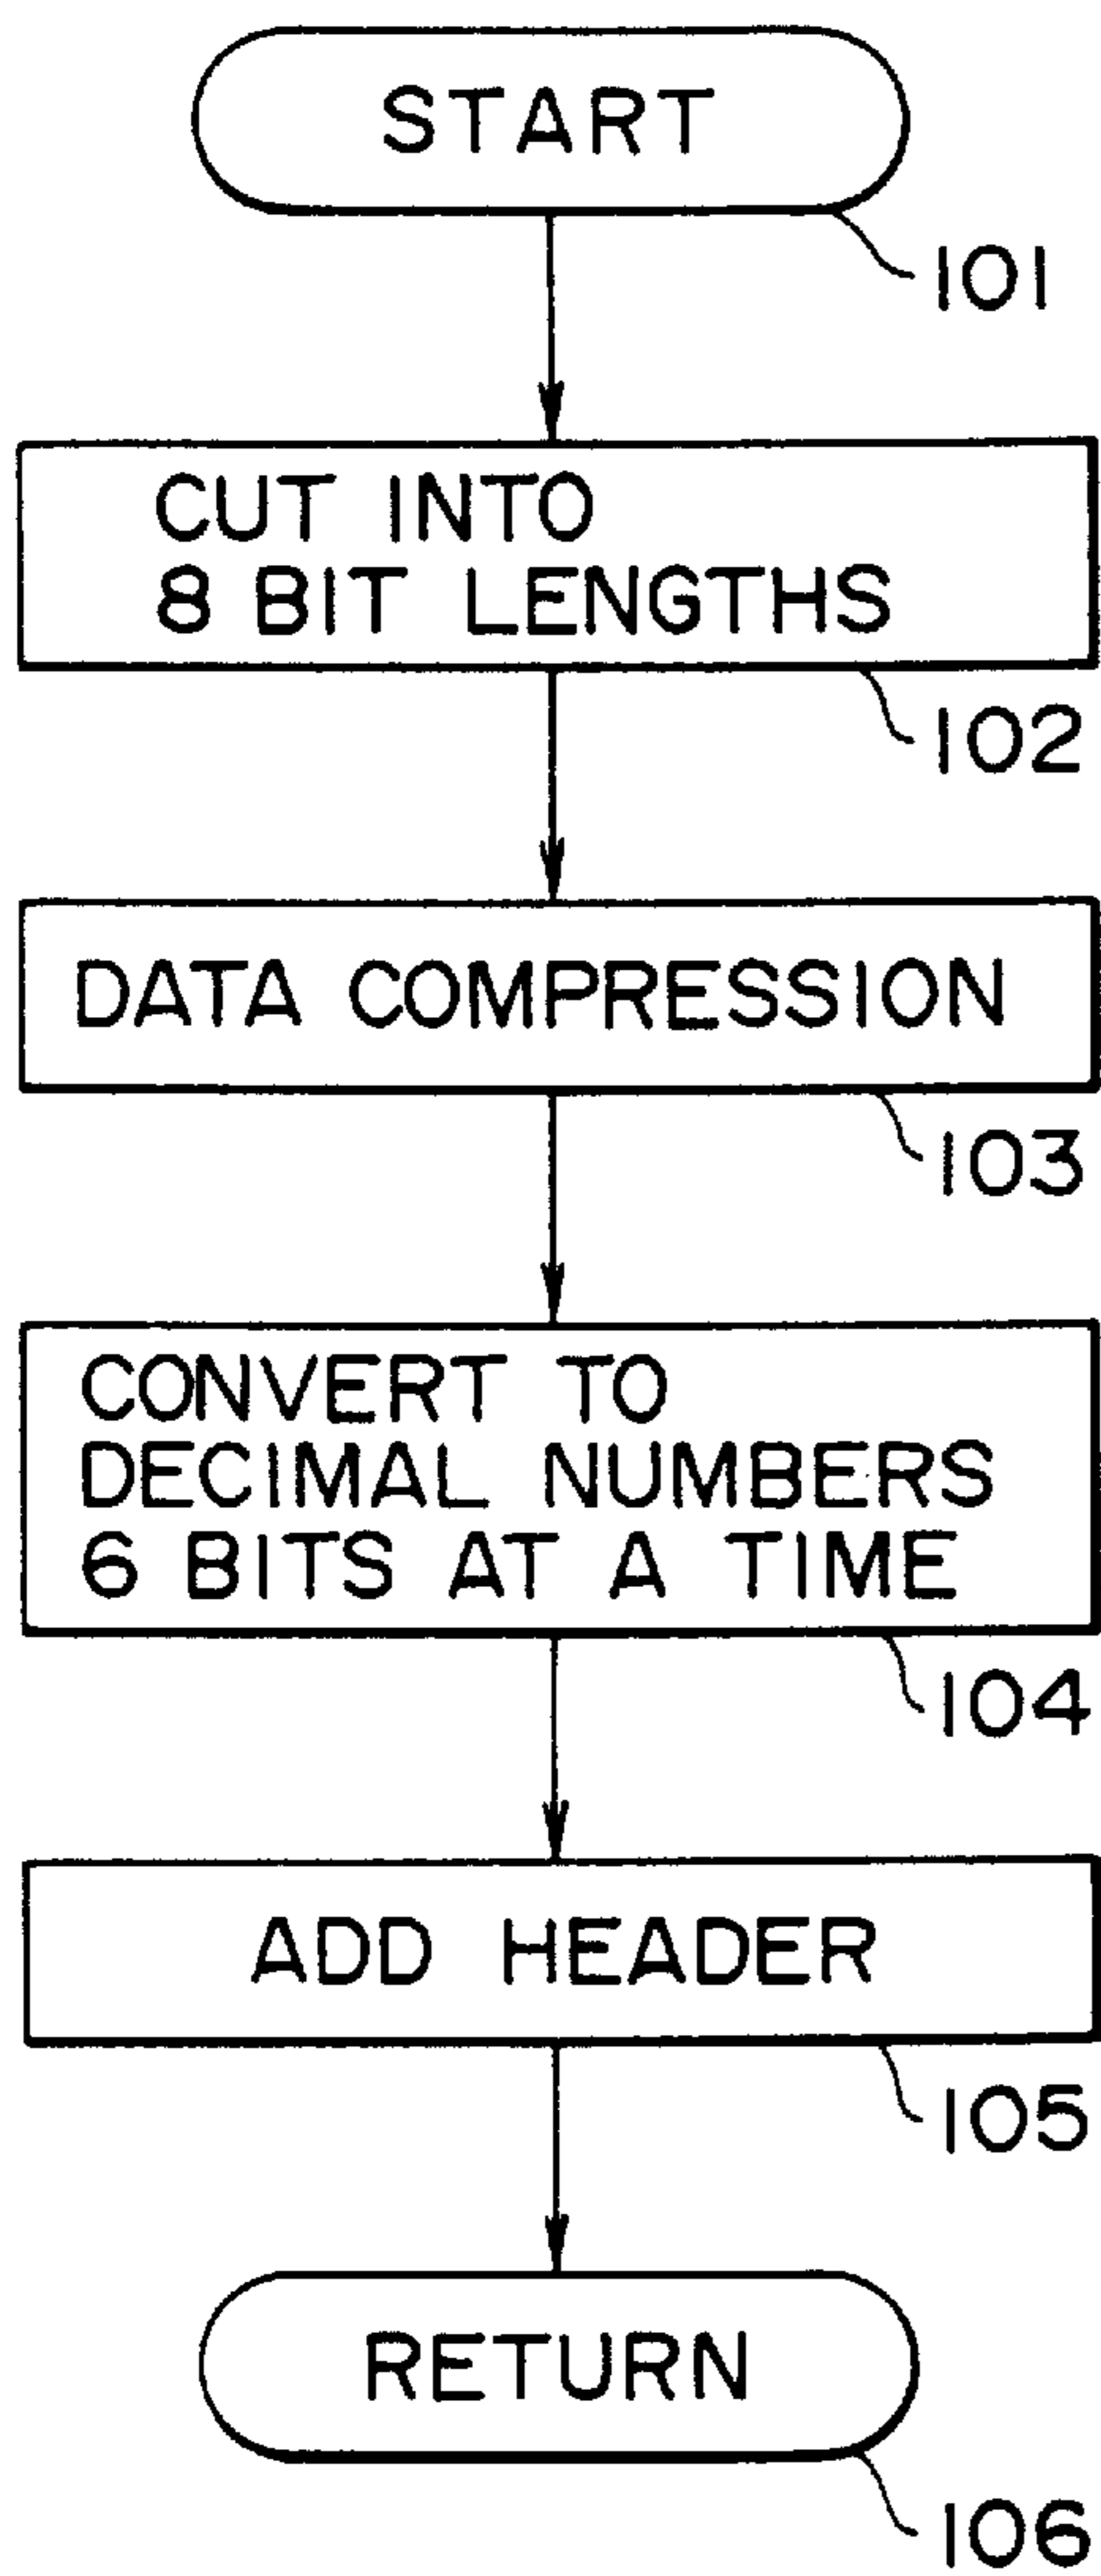 START
101
CUT INTO
8 BIT LENGTHS
102
DATA COMPRESSION
103
CONVERT TO
DECIMAL NUMBERS
6 BITS AT A TIME
104
ADD HEADER
105
RETURN
106